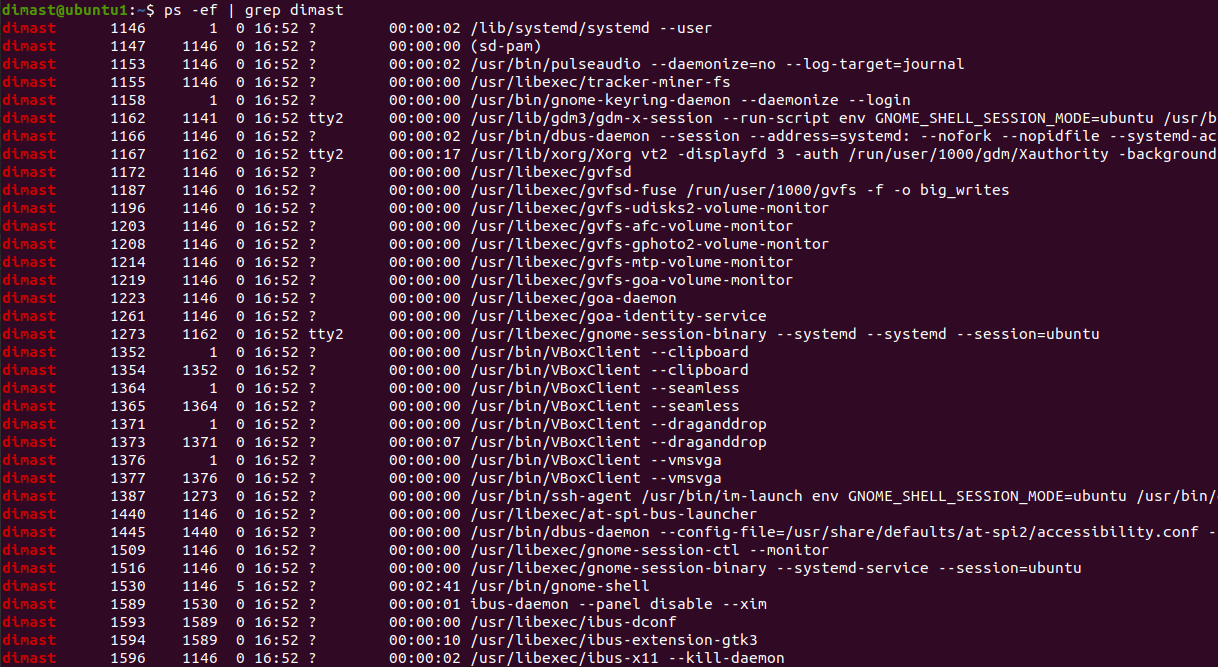 dimast@ubuntu1:~$ ps -ef | grep dimast
dimast 1146 1 0 16:52 ? 00:00:02 /lib/systemd/systemd --user
dimast 1147 1146 0 16:52 ? 00:00:00 (sd-pam)
dimast 1153 1146 0 16:52 ? 00:00:02 /usr/bin/pulseaudio --daemonize=no --log-target=journal
dimast 1155 1146 0 16:52 ? 00:00:00 /usr/libexec/tracker-miner-fs
dimast 1158 1 0 16:52 ? 00:00:00 /usr/bin/gnome-keyring-daemon --daemonize --login
dimast 1162 1141 0 16:52 tty2 00:00:00 /usr/lib/gdm3/gdm-x-session --run-script env GNOME_SHELL_SESSION_MODE=ubuntu /usr/b
dimast 1166 1146 0 16:52 ? 00:00:02 /usr/bin/dbus-daemon --session --address=systemd: --nofork --nopidfile --systemd-ac
dimast 1167 1162 0 16:52 tty2 00:00:17 /usr/lib/xorg/Xorg vt2 -displayfd 3 -auth /run/user/1000/gdm/Xauthority -background
dimast 1172 1146 0 16:52 ? 00:00:00 /usr/libexec/gvfsd
dimast 1187 1146 0 16:52 ? 00:00:00 /usr/libexec/gvfsd-fuse /run/user/1000/gvfs -f -o big_writes
dimast 1196 1146 0 16:52 ? 00:00:00 /usr/libexec/gvfs-udisks2-volume-monitor
dimast 1203 1146 0 16:52 ? 00:00:00 /usr/libexec/gvfs-afc-volume-monitor
dimast 1208 1146 0 16:52 ? 00:00:00 /usr/libexec/gvfs-gphoto2-volume-monitor
dimast 1214 1146 0 16:52 ? 00:00:00 /usr/libexec/gvfs-mtp-volume-monitor
dimast 1219 1146 0 16:52 ? 00:00:00 /usr/libexec/gvfs-goa-volume-monitor
dimast 1223 1146 0 16:52 ? 00:00:00 /usr/libexec/goa-daemon
dimast 1261 1146 0 16:52 ? 00:00:00 /usr/libexec/goa-identity-service
dimast 1273 1162 0 16:52 tty2 00:00:00 /usr/libexec/gnome-session-binary --systemd --systemd --session=ubuntu
dimast 1352 1 0 16:52 ? 00:00:00 /usr/bin/VBoxClient --clipboard
dimast 1354 1352 0 16:52 ? 00:00:00 /usr/bin/VBoxClient --clipboard
dimast 1364 1 0 16:52 ? 00:00:00 /usr/bin/VBoxClient --seamless
dimast 1365 1364 0 16:52 ? 00:00:00 /usr/bin/VBoxClient --seamless
dimast 1371 1 0 16:52 ? 00:00:00 /usr/bin/VBoxClient --draganddrop
dimast 1373 1371 0 16:52 ? 00:00:07 /usr/bin/VBoxClient --draganddrop
dimast 1376 1 0 16:52 ? 00:00:00 /usr/bin/VBoxClient --vmsvga
dimast 1377 1376 0 16:52 ? 00:00:00 /usr/bin/VBoxClient --vmsvga
dimast 1387 1273 0 16:52 ? 00:00:00 /usr/bin/ssh-agent /usr/bin/im-launch env GNOME_SHELL_SESSION_MODE=ubuntu /usr/bin/
dimast 1440 1146 0 16:52 ? 00:00:00 /usr/libexec/at-spi-bus-launcher
dimast 1445 1440 0 16:52 ? 00:00:00 /usr/bin/dbus-daemon --config-file=/usr/share/defaults/at-spi2/accessibility.conf -
dimast 1509 1146 0 16:52 ? 00:00:00 /usr/libexec/gnome-session-ctl --monitor
dimast 1516 1146 0 16:52 ? 00:00:00 /usr/libexec/gnome-session-binary --systemd-service --session=ubuntu
dimast 1530 1146 5 16:52 ? 00:02:41 /usr/bin/gnome-shell
dimast 1589 1530 0 16:52 ? 00:00:01 ibus-daemon --panel disable --xim
dimast 1593 1589 0 16:52 ? 00:00:00 /usr/libexec/ibus-dconf
dimast 1594 1589 0 16:52 ? 00:00:10 /usr/libexec/ibus-extension-gtk3
dimast 1596 1146 0 16:52 ? 00:00:02 /usr/libexec/ibus-x11 --kill-daemon